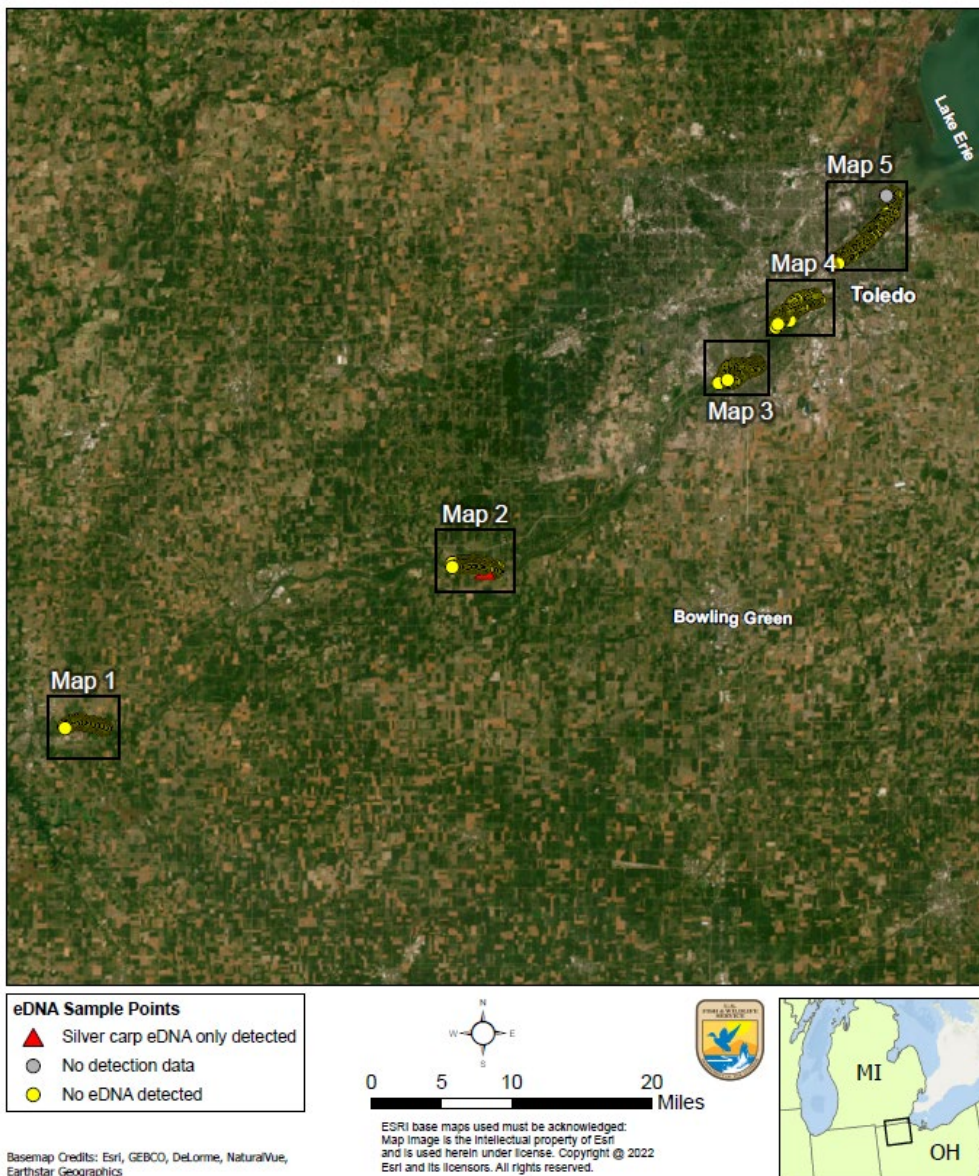 Lake Erie
Map 5
Map 4
Toledo
Map 3
Map 2
Bowling Green
Map 1
eDNA Sample Points
Silver carp eDNA only detected
No detection data
No eDNA detected
N
W
E
S
0 5 10 20
Miles
U.S.
FISH & WILDLIFE
SERVICE
MI
OH
ESRI base maps used must be acknowledged:
Map image is the intellectual property of Esri
and is used herein under license. Copyright @ 2022
Esri and its licensors. All rights reserved.
Basemap Credits: Esri, GEBCO, DeLorme, NaturalVue,
Earthstar Geographics